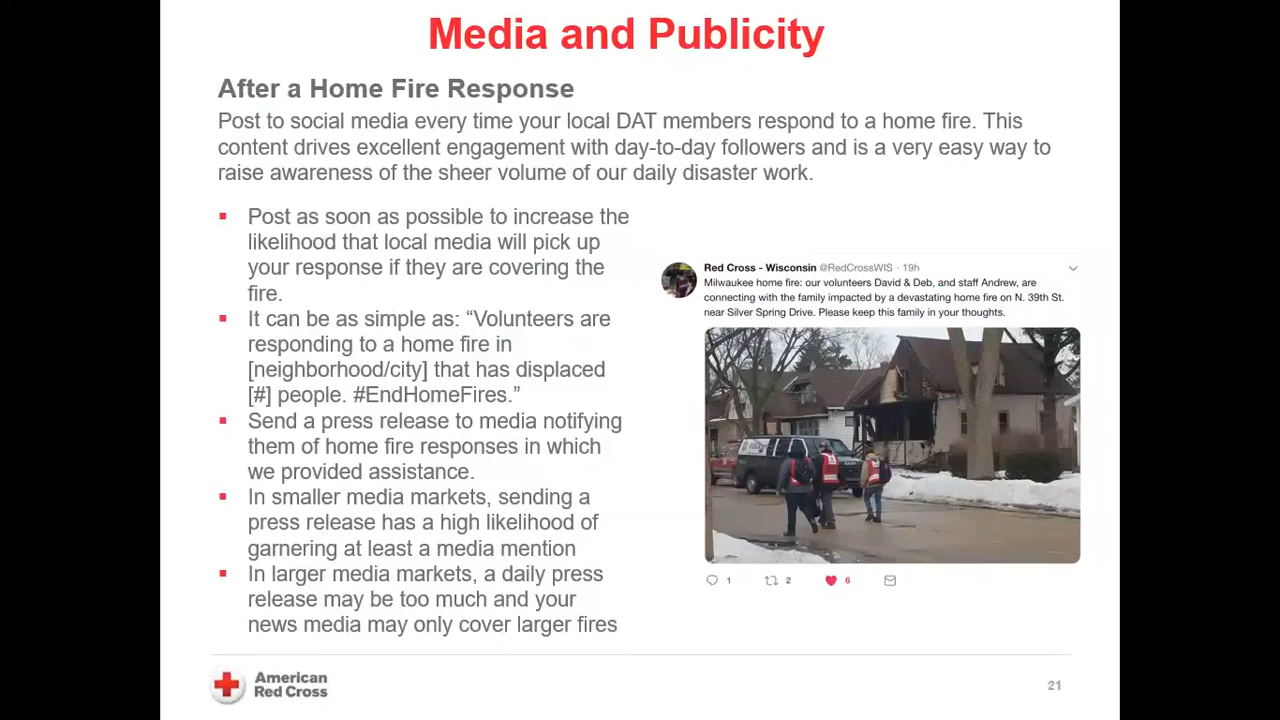 Media and Publicity
After a Home Fire Response
Post to social media every time your local DAT members respond to a home fire. This
content drives excellent engagement with day-to-day followers and is a very easy way to
raise awareness of the sheer volume of our daily disaster work.
▪ Post as soon as possible to increase the
likelihood that local media will pick up
your response if they are covering the
fire.
▪ It can be as simple as: “Volunteers are
responding to a home fire in
[neighborhood/city] that has displaced
[#] people. #EndHomeFires.”
▪ Send a press release to media notifying
them of home fire responses in which
we provided assistance.
▪ In smaller media markets, sending a
press release has a high likelihood of
garnering at least a media mention
▪ In larger media markets, a daily press
release may be too much and your
news media may only cover larger fires
Red Cross - Wisconsin @RedCrossWIS · 19h
Milwaukee home fire: our volunteers David & Deb, and staff Andrew, are
connecting with the family impacted by a devastating home fire on N. 39th St.
near Silver Spring Drive. Please keep this family in your thoughts.
1 2 6
American
Red Cross
21